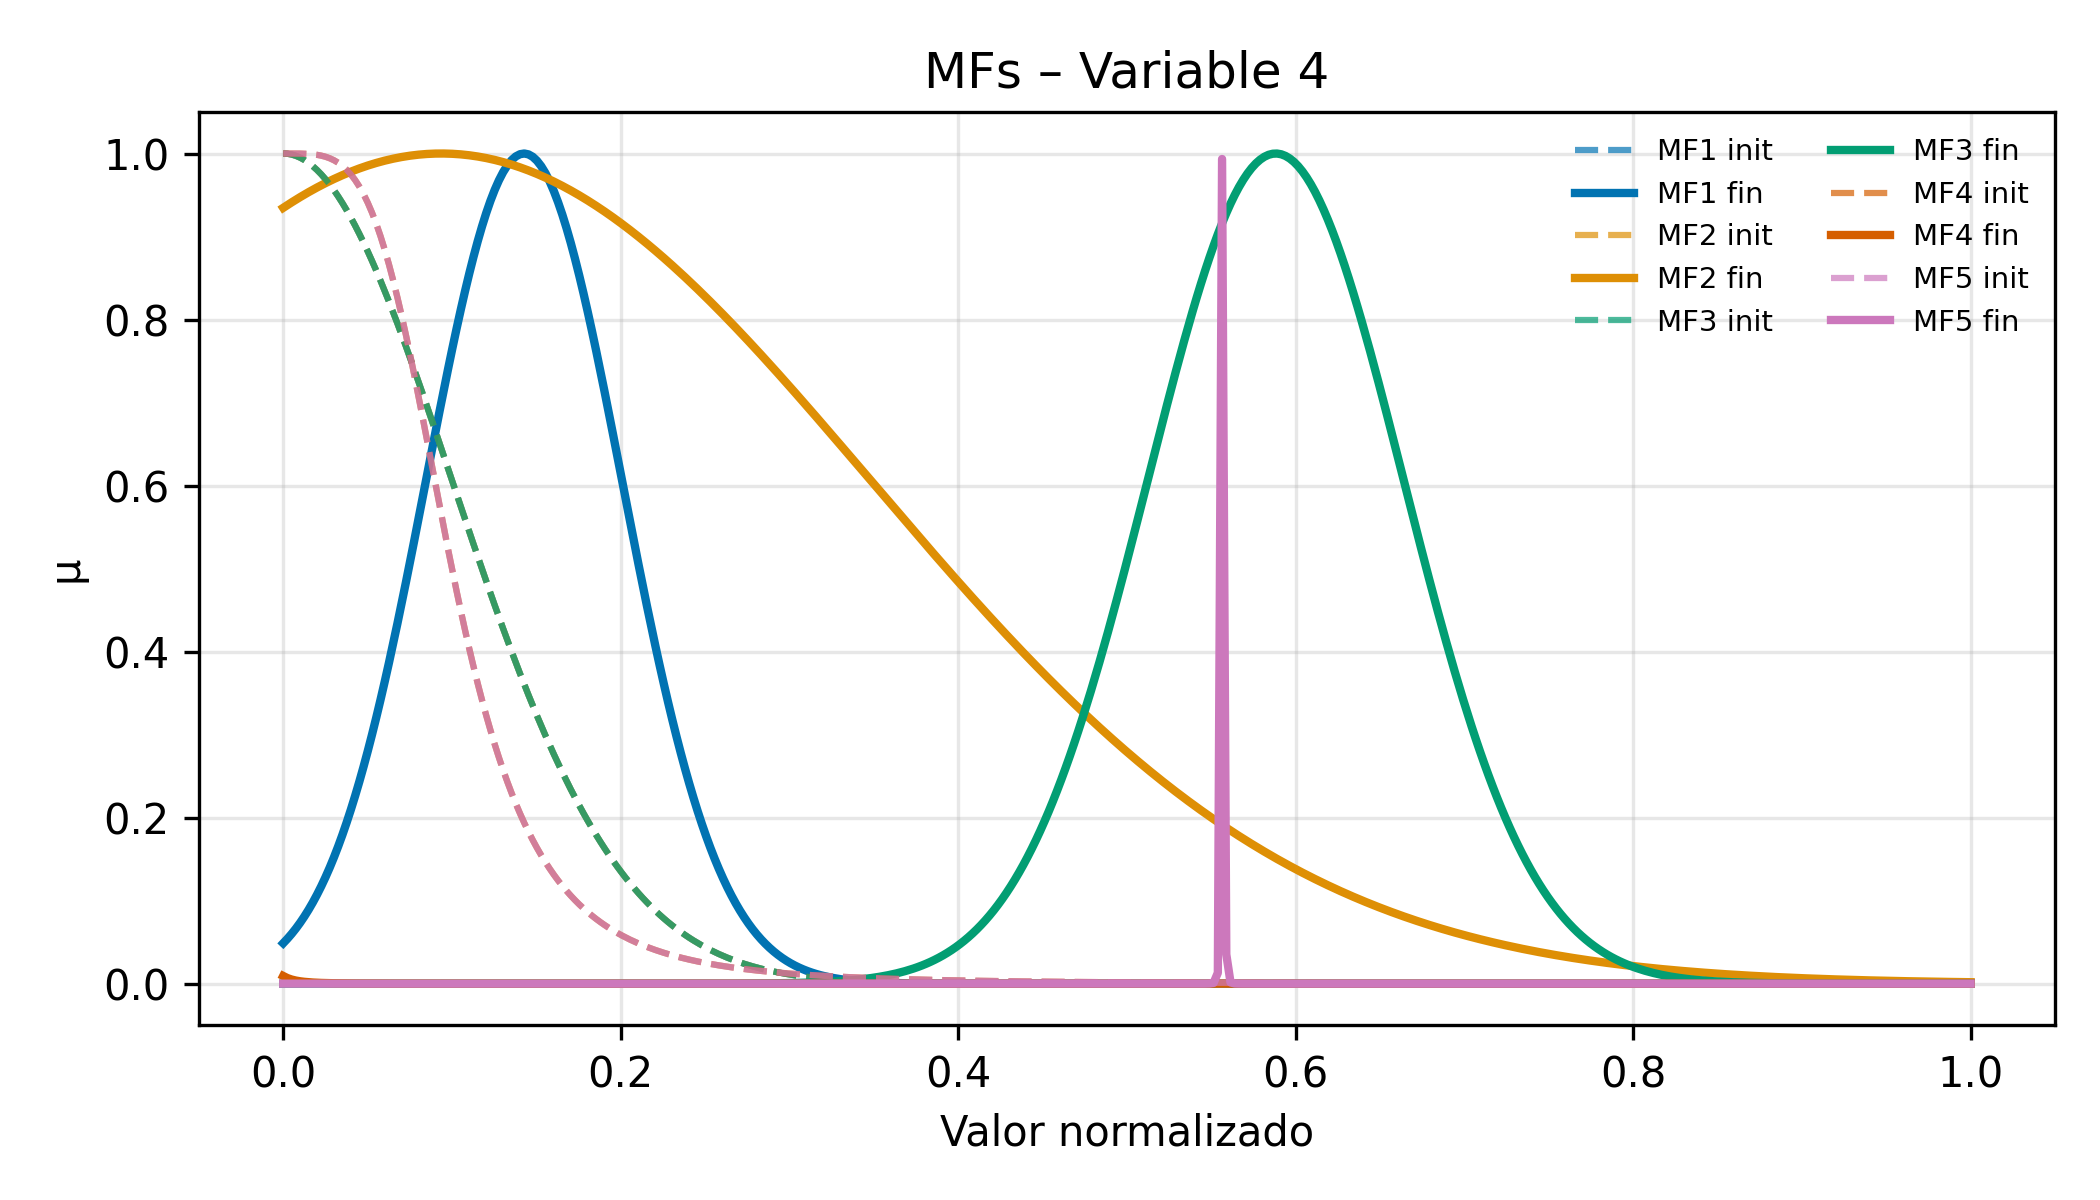 MFs – Variable 4
MF1 init
MF1 fin
MF2 init
MF2 fin
MF3 init
MF3 fin
MF4 init
MF4 fin
MF5 init
MF5 fin
1.0
0.8
0.6
0.4
0.2
0.0
μ
0.0 0.2 0.4 0.6 0.8 1.0
Valor normalizado